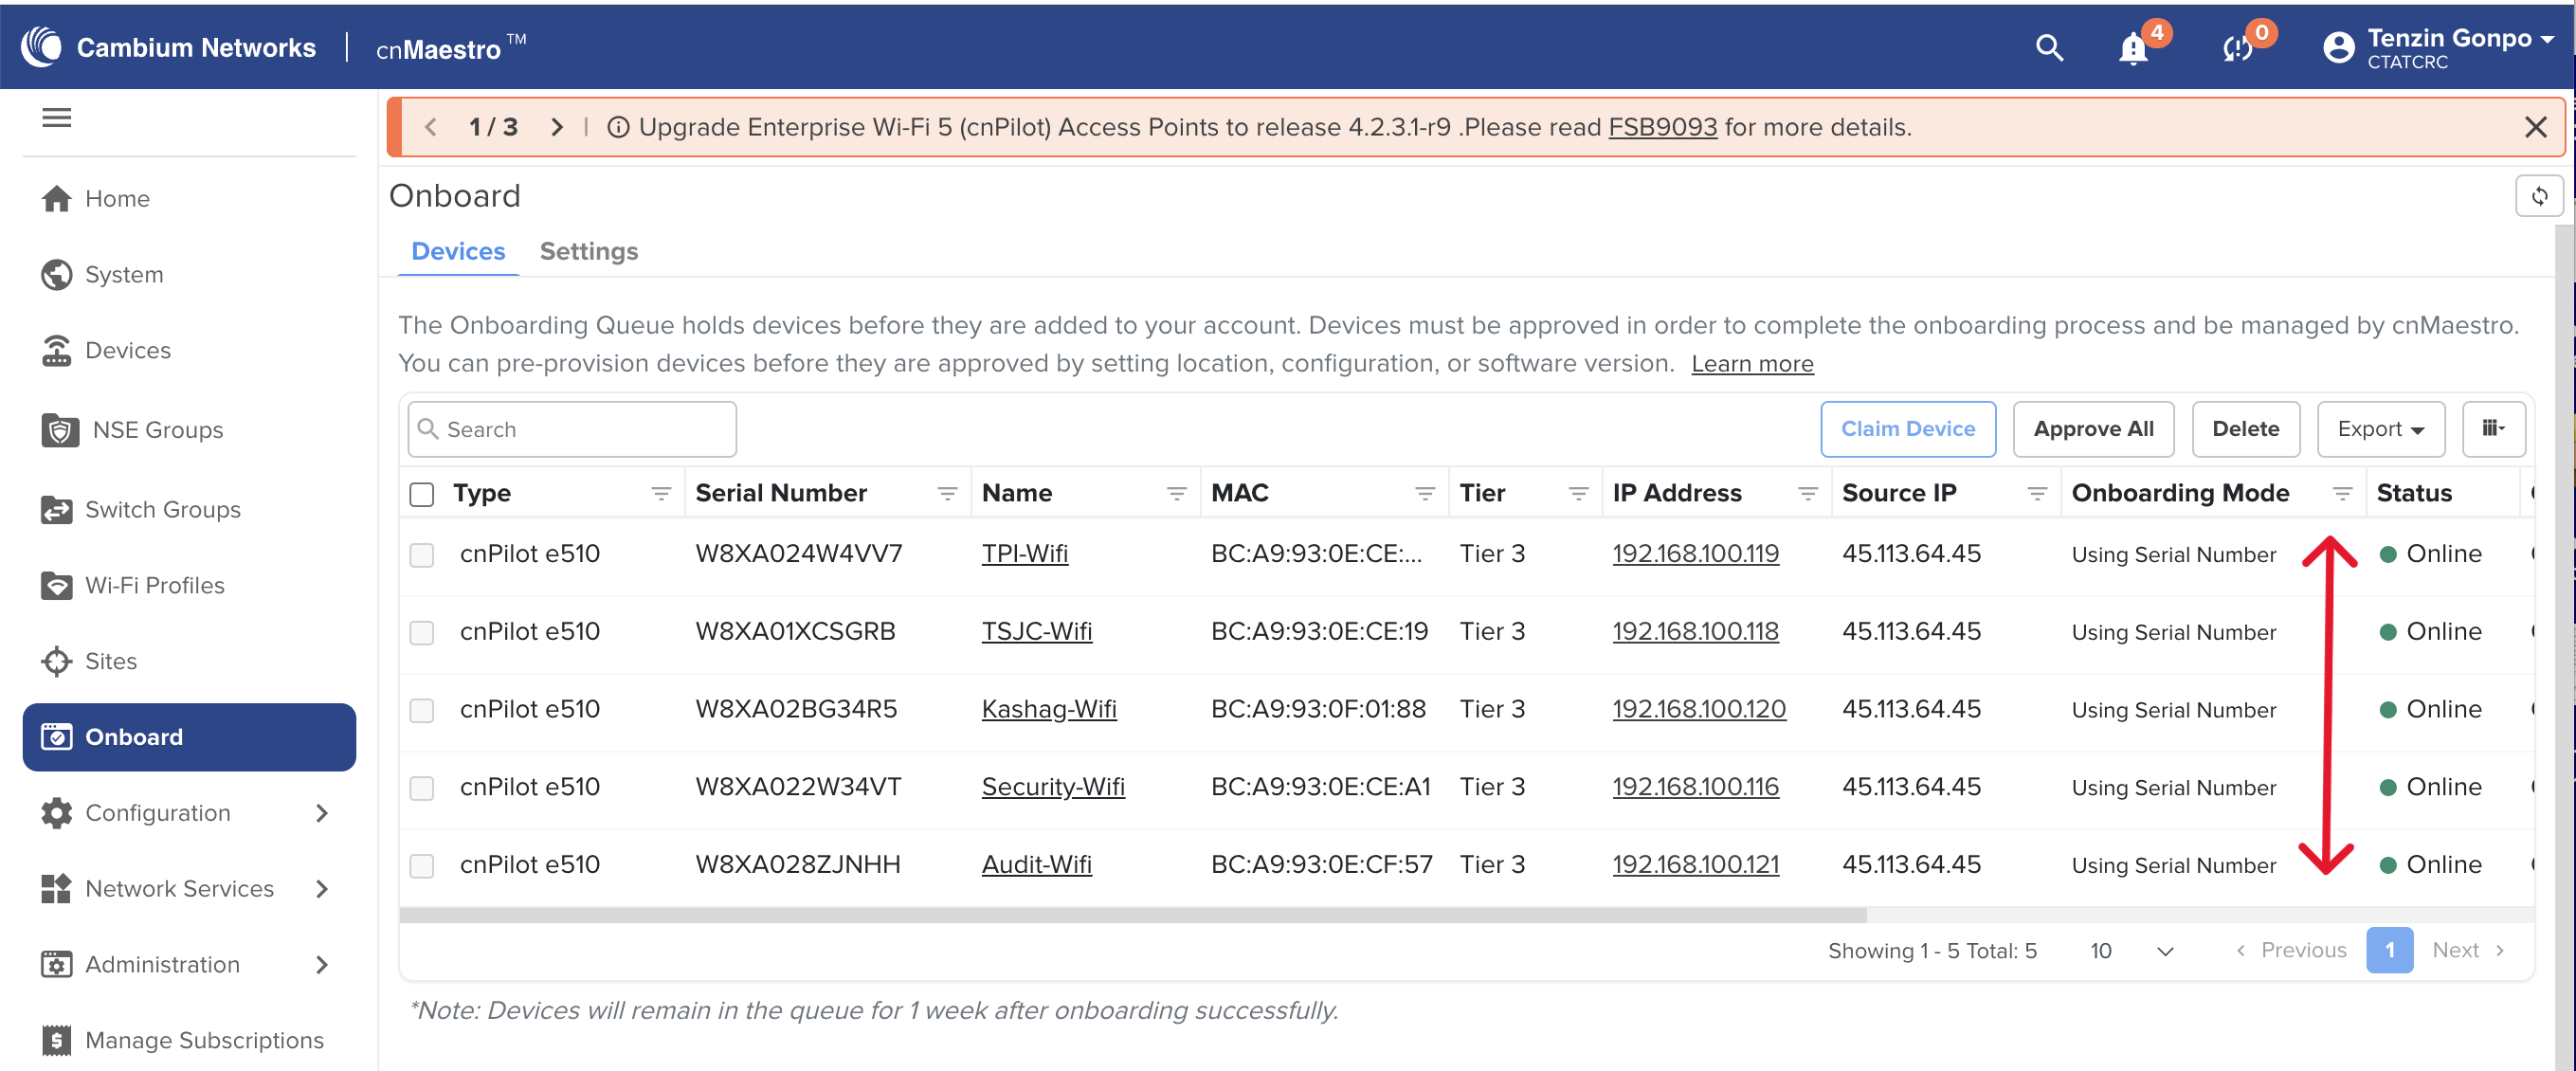 Cambium Networks | cnMaestro™
4
0
Tenzin Gonpo
CTATCRC
1 / 3
Upgrade Enterprise Wi-Fi 5 (cnPilot) Access Points to release 4.2.3.1-r9 .Please read FSB9093 for more details.
Home
System
Devices
NSE Groups
Switch Groups
Wi-Fi Profiles
Sites
Onboard
Configuration
Network Services
Administration
Manage Subscriptions
Onboard
Devices Settings
The Onboarding Queue holds devices before they are added to your account. Devices must be approved in order to complete the onboarding process and be managed by cnMaestro.
You can pre-provision devices before they are approved by setting location, configuration, or software version. Learn more
Search Claim Device Approve All Delete Export
Type Serial Number Name MAC Tier IP Address Source IP Onboarding Mode Status
cnPilot e510 W8XA024W4VV7 TPI-Wifi BC:A9:93:0E:CE:... Tier 3 192.168.100.119 45.113.64.45 Using Serial Number Online
cnPilot e510 W8XA01XCSGRB TSJC-Wifi BC:A9:93:0E:CE:19 Tier 3 192.168.100.118 45.113.64.45 Using Serial Number Online
cnPilot e510 W8XA02BG34R5 Kashag-Wifi BC:A9:93:0F:01:88 Tier 3 192.168.100.120 45.113.64.45 Using Serial Number Online
cnPilot e510 W8XA022W34VT Security-Wifi BC:A9:93:0E:CE:A1 Tier 3 192.168.100.116 45.113.64.45 Using Serial Number Online
cnPilot e510 W8XA028ZJNHH Audit-Wifi BC:A9:93:0E:CF:57 Tier 3 192.168.100.121 45.113.64.45 Using Serial Number Online
Showing 1 - 5 Total: 5 10 Previous 1 Next
*Note: Devices will remain in the queue for 1 week after onboarding successfully.